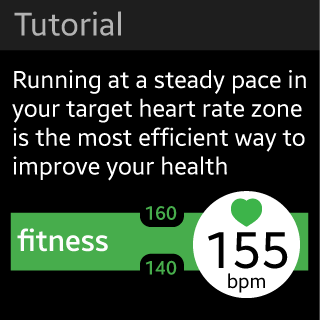 Tutorial
Running at a steady pace in
your target heart rate zone
is the most efficient way to
improve your health
160
fitness
155
bpm
140